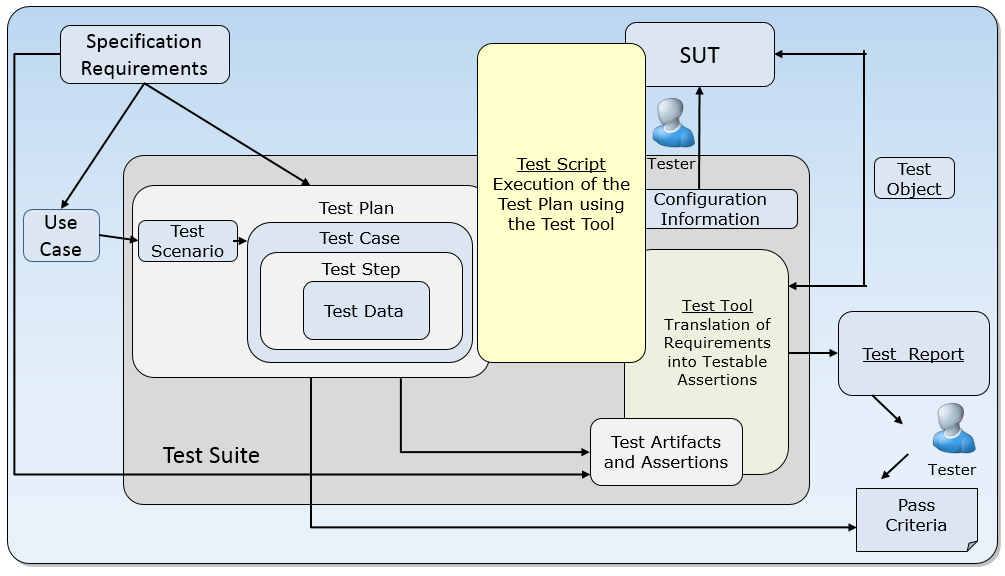 Specification
Requirements
SUT
Tester
Test Script
Execution of the
Test Plan using
the Test Tool
Test
Object
Configuration
Information
Use
Case
Test
Scenario
Test Plan
Test Case
Test Step
Test Data
Test Tool
Translation of
Requirements
into Testable
Assertions
Test  Report
Test Suite
Test Artifacts
and Assertions
Tester
Pass
Criteria